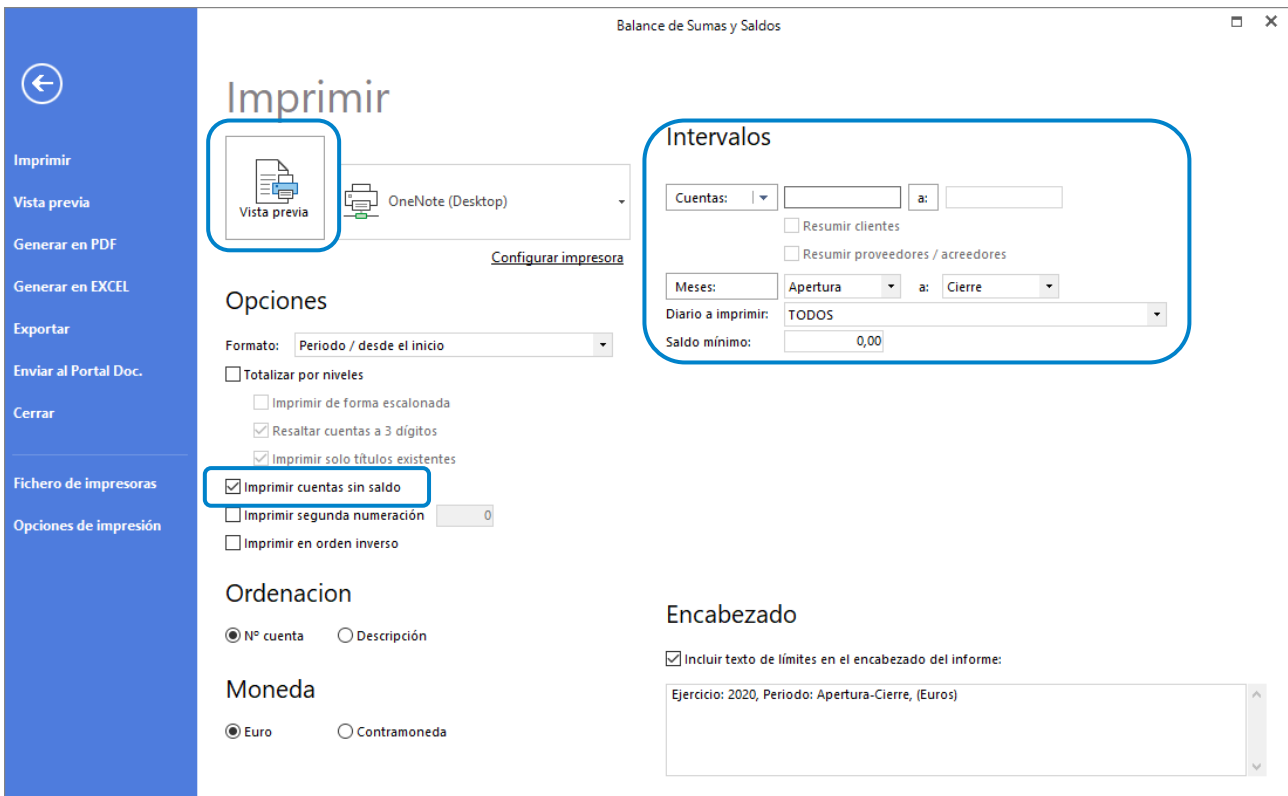 Balance de Sumas y Saldos
Imprimir
Vista previa
Generar en PDF
Generar en EXCEL
Exportar
Enviar al Portal Doc.
Cerrar
Fichero de impresoras
Opciones de impresión
Imprimir
Vista previa
OneNote (Desktop)
Configurar impresora
Opciones
Formato: Periodo / desde el inicio
Totalizar por niveles
Imprimir de forma escalonada
Resaltar cuentas a 3 dígitos
Imprimir solo títulos existentes
Imprimir cuentas sin saldo
Imprimir segunda numeración 0
Imprimir en orden inverso
Ordenacion
Nº cuenta Descripción
Moneda
Euro Contramoneda
Intervalos
Cuentas: a:
Resumir clientes
Resumir proveedores / acreedores
Meses: Apertura a: Cierre
Diario a imprimir: TODOS
Saldo mínimo: 0,00
Encabezado
Incluir texto de límites en el encabezado del informe:
Ejercicio: 2020, Periodo: Apertura-Cierre, (Euros)